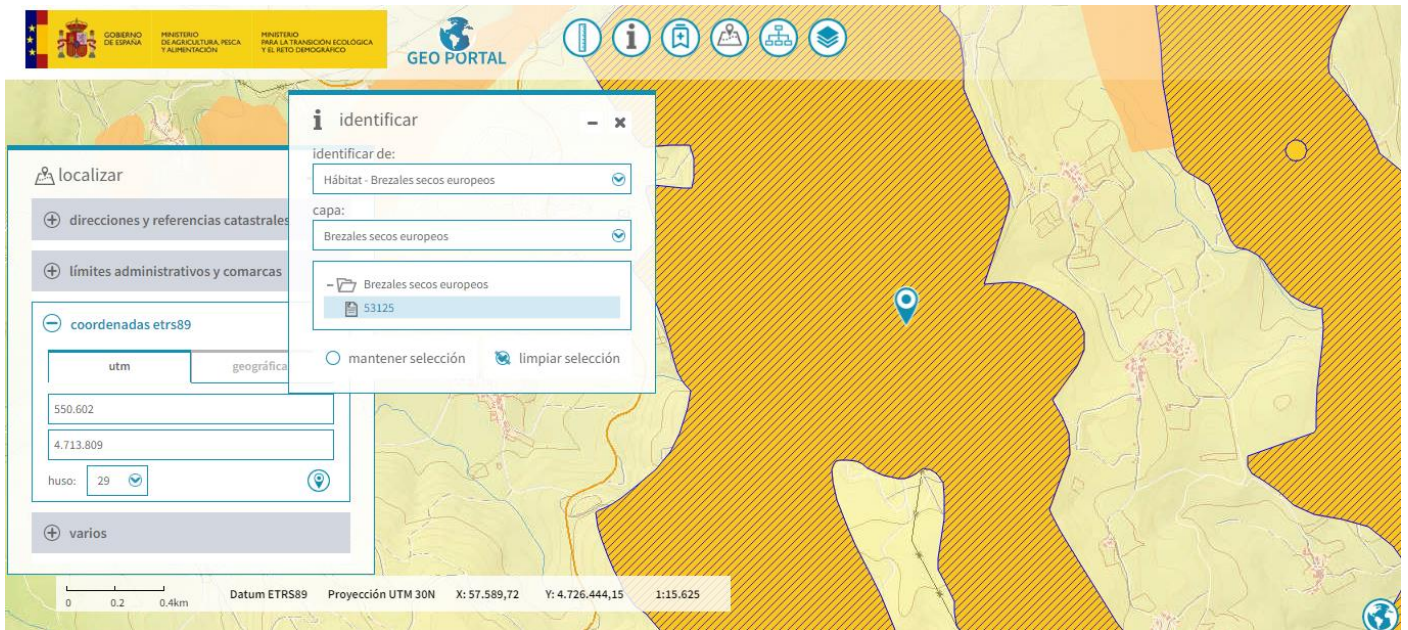 GOBIERNO
DE ESPAÑA
MINISTERIO
DE AGRICULTURA, PESCA
Y ALIMENTACIÓN
MINISTERIO
PARA LA TRANSICIÓN ECOLÓGICA
Y EL RETO DEMOGRÁFICO
GEO PORTAL
i identificar
identificar de:
Hábitat - Brezales secos europeos
capa:
Brezales secos europeos
Brezales secos europeos
53125
mantener selección
limpiar selección
localizar
direcciones y referencias catastrales
límites administrativos y comarcas
coordenadas etrs89
utm
geográfica
550.602
4.713.809
huso: 29
varios
0 0.2 0.4km
Datum ETRS89 Proyección UTM 30N X: 57.589,72 Y: 4.726.444,15 1:15.625